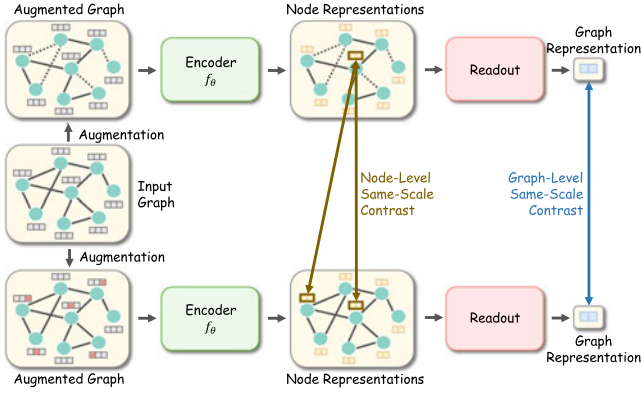 Augmented Graph
Node Representations
Graph
Representation
Encoder
fθ
Readout
Augmentation
Input
Graph
Node-Level
Same-Scale
Contrast
Graph-Level
Same-Scale
Contrast
Augmentation
Encoder
fθ
Readout
Graph
Representation
Augmented Graph
Node Representations